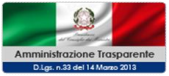 Amministrazione Trasparente
D.Lgs. n.33 del 14 Marzo 2013